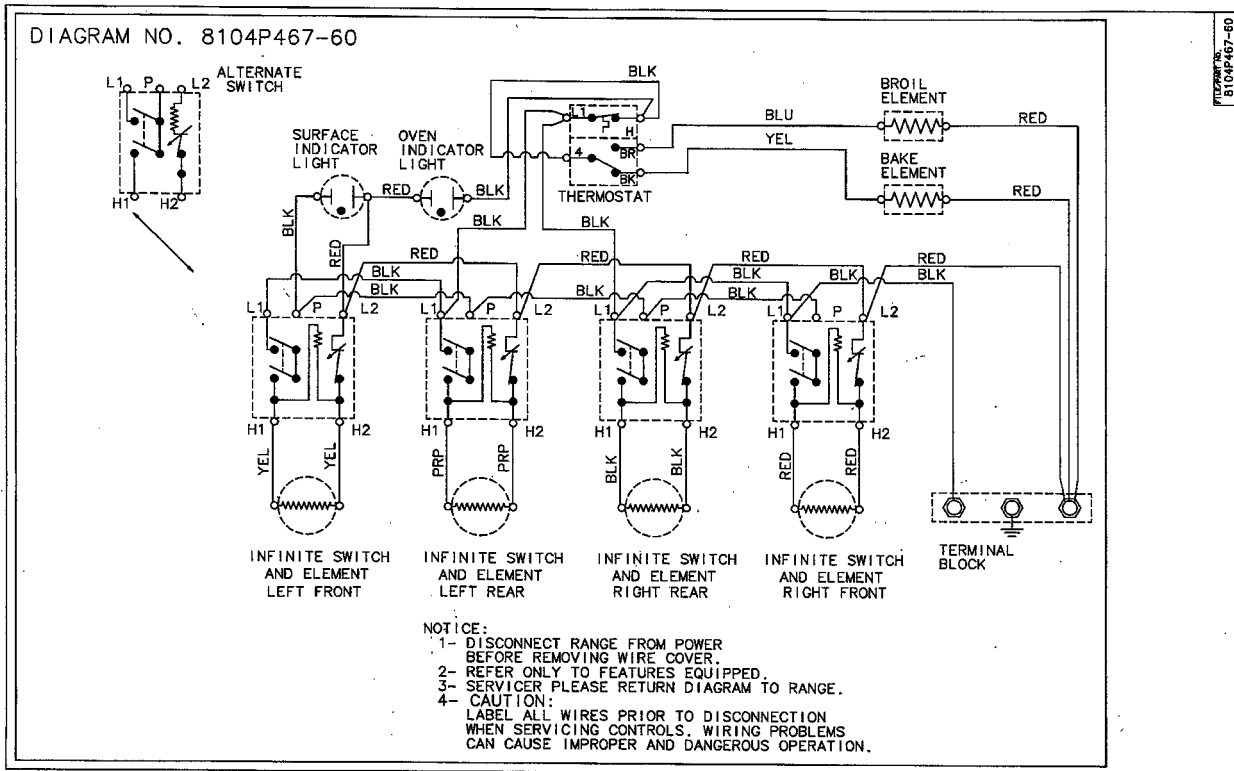 DIAGRAM NO. 8104P467-60
8104P467-60
L1 P L2
ALTERNATE
SWITCH
H1 H2
SURFACE
INDICATOR
LIGHT
OVEN
INDICATOR
LIGHT
BLK
L1
H
4
BR
BK
THERMOSTAT
BLU
YEL
BROIL
ELEMENT
RED
BAKE
ELEMENT
RED
RED
BLK
BLK
BLK
BLK
RED
RED
RED
RED
RED
BLK
BLK
BLK
BLK
BLK
BLK
L1 P L2
L1 P L2
L1 P L2
L1 P L2
H1 H2
H1 H2
H1 H2
H1 H2
YEL YEL
PRP PRP
BLK BLK
RED RED
INFINITE SWITCH
AND ELEMENT
LEFT FRONT
INFINITE SWITCH
AND ELEMENT
LEFT REAR
INFINITE SWITCH
AND ELEMENT
RIGHT REAR
INFINITE SWITCH
AND ELEMENT
RIGHT FRONT
TERMINAL
BLOCK
NOTICE:
1- DISCONNECT RANGE FROM POWER
BEFORE REMOVING WIRE COVER.
2- REFER ONLY TO FEATURES EQUIPPED.
3- SERVICER PLEASE RETURN DIAGRAM TO RANGE.
4- CAUTION:
LABEL ALL WIRES PRIOR TO DISCONNECTION
WHEN SERVICING CONTROLS. WIRING PROBLEMS
CAN CAUSE IMPROPER AND DANGEROUS OPERATION.